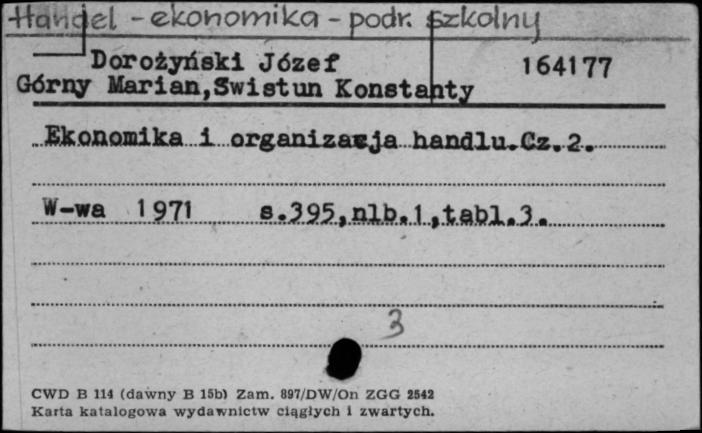 Handel - ekonomika - podr. szkolny
Dorożyński Józef 164177
Górny Marian,Swistun Konstanty
Ekonomika i organizacja handlu.Cz.2.
W-wa 1971 s.395,nlb.1,tabl.3.
3
CWD B 114 (dawny B 15b) Zam. 897/DW/On ZGG 2542
Karta katalogowa wydawnictw ciągłych i zwartych.